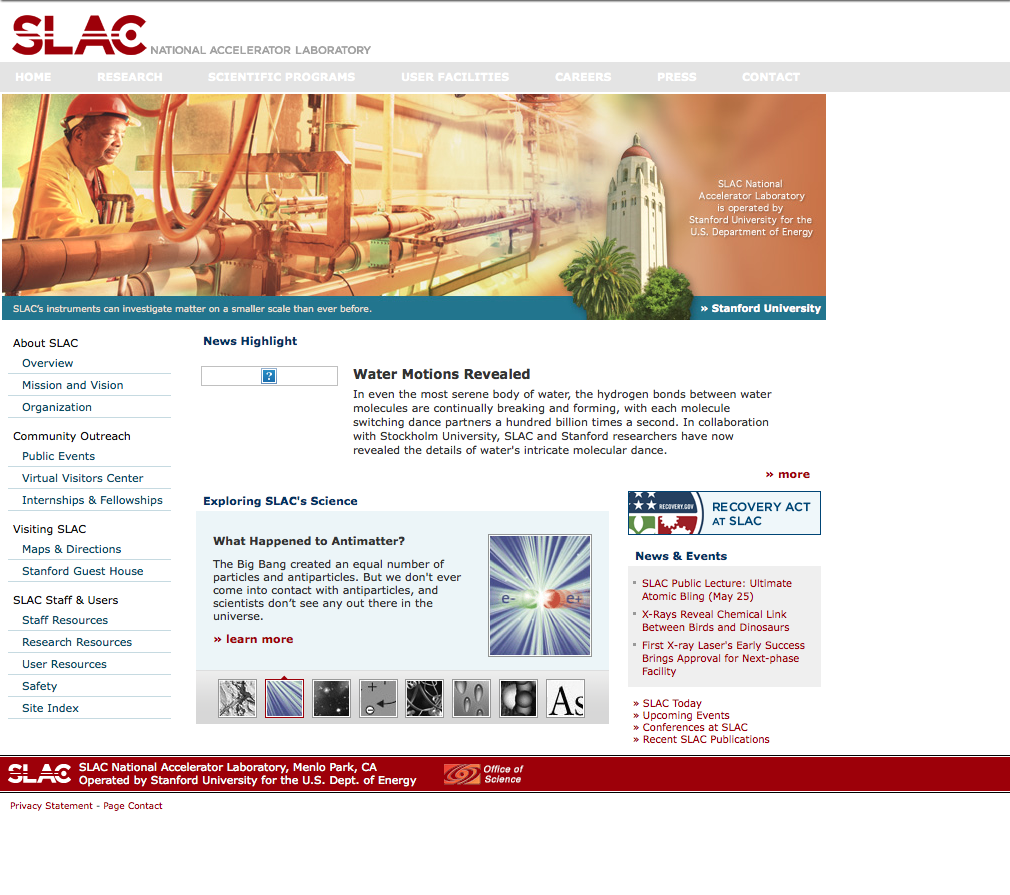 SLAC NATIONAL ACCELERATOR LABORATORY
HOME RESEARCH SCIENTIFIC PROGRAMS USER FACILITIES CAREERS PRESS CONTACT
SLAC National
Accelerator Laboratory
is operated by
Stanford University for the
U.S. Department of Energy
SLAC's instruments can investigate matter on a smaller scale than ever before.
» Stanford University
About SLAC
Overview
Mission and Vision
Organization
Community Outreach
Public Events
Virtual Visitors Center
Internships & Fellowships
Visiting SLAC
Maps & Directions
Stanford Guest House
SLAC Staff & Users
Staff Resources
Research Resources
User Resources
Safety
Site Index
News Highlight
?
Water Motions Revealed
In even the most serene body of water, the hydrogen bonds between water
molecules are continually breaking and forming, with each molecule
switching dance partners a hundred billion times a second. In collaboration
with Stockholm University, SLAC and Stanford researchers have now
revealed the details of water's intricate molecular dance.
» more
Exploring SLAC's Science
What Happened to Antimatter?
The Big Bang created an equal number of
particles and antiparticles. But we don't ever
come into contact with antiparticles, and
scientists don’t see any out there in the
universe.
» learn more
e- e+
+
As
RECOVERY.GOV
RECOVERY ACT
AT SLAC
News & Events
SLAC Public Lecture: Ultimate
Atomic Bling (May 25)
X-Rays Reveal Chemical Link
Between Birds and Dinosaurs
First X-ray Laser's Early Success
Brings Approval for Next-phase
Facility
» SLAC Today
» Upcoming Events
» Conferences at SLAC
» Recent SLAC Publications
SLAC
SLAC National Accelerator Laboratory, Menlo Park, CA
Operated by Stanford University for the U.S. Dept. of Energy
Office of
Science
Privacy Statement - Page Contact